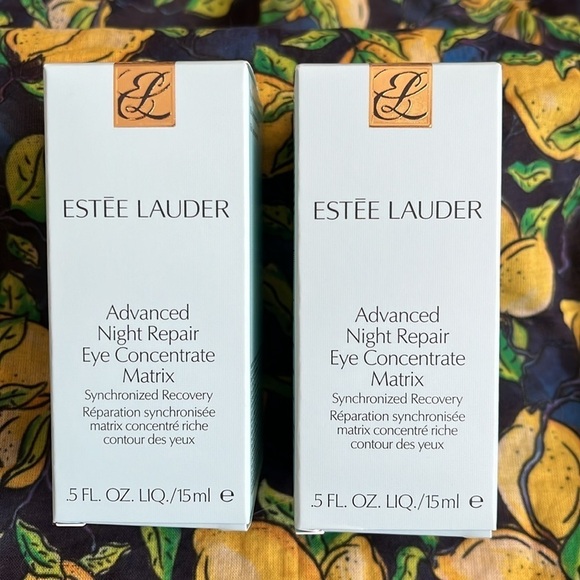 EL
ESTĒE LAUDER
Advanced
Night Repair
Eye Concentrate
Matrix
Synchronized Recovery
Réparation synchronisée
matrix concentré riche
contour des yeux
.5 FL. OZ. LIQ./15ml ℮
EL
ESTĒE LAUDER
Advanced
Night Repair
Eye Concentrate
Matrix
Synchronized Recovery
Réparation synchronisée
matrix concentré riche
contour des yeux
.5 FL. OZ. LIQ./15ml ℮